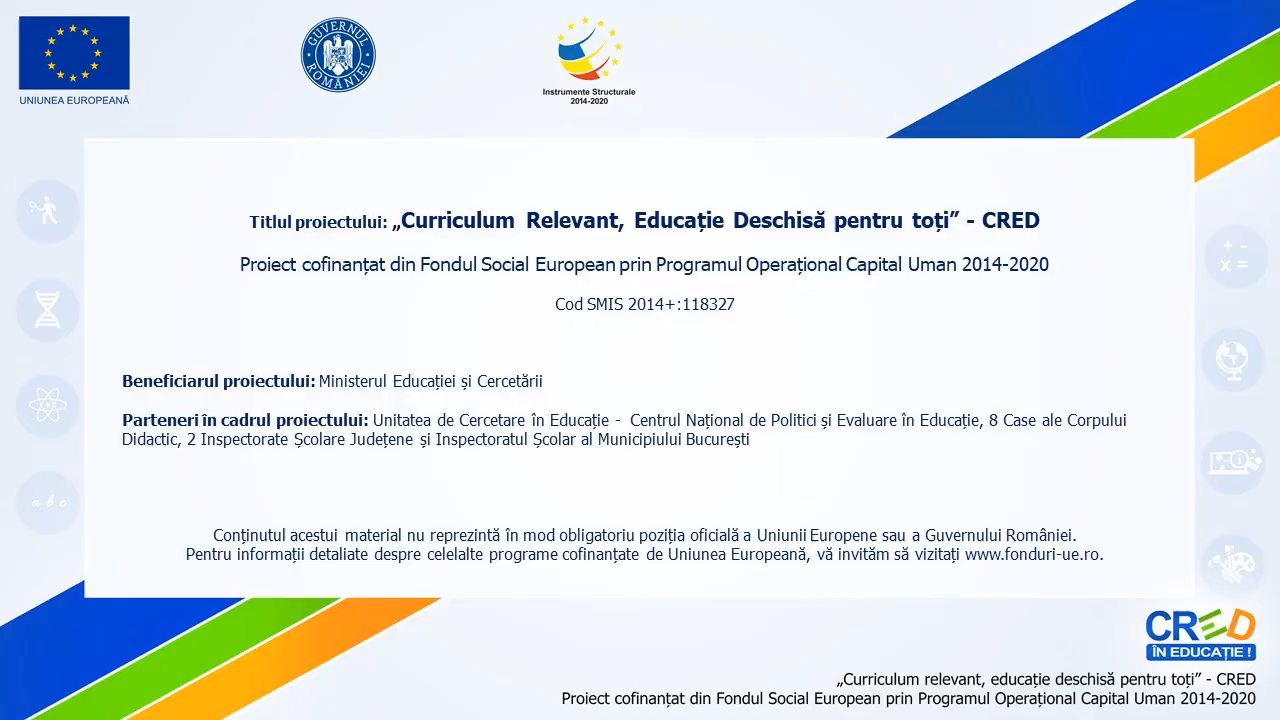 UNIUNEA EUROPEANĂ
GUVERNUL ROMÂNIEI
Instrumente Structurale
2014-2020
Titlul proiectului: „Curriculum Relevant, Educație Deschisă pentru toți” - CRED
Proiect cofinanțat din Fondul Social European prin Programul Operațional Capital Uman 2014-2020
Cod SMIS 2014+:118327
Beneficiarul proiectului: Ministerul Educației și Cercetării
Parteneri în cadrul proiectului: Unitatea de Cercetare în Educație - Centrul Național de Politici și Evaluare în Educație, 8 Case ale Corpului
Didactic, 2 Inspectorate Școlare Județene și Inspectoratul Școlar al Municipiului București
Conținutul acestui material nu reprezintă în mod obligatoriu poziția oficială a Uniunii Europene sau a Guvernului României.
Pentru informații detaliate despre celelalte programe cofinanțate de Uniunea Europeană, vă invităm să vizitați www.fonduri-ue.ro.
+ -
x =
a b c
CRED
ÎN EDUCAȚIE !
„Curriculum relevant, educație deschisă pentru toți” - CRED
Proiect cofinanțat din Fondul Social European prin Programul Operațional Capital Uman 2014-2020